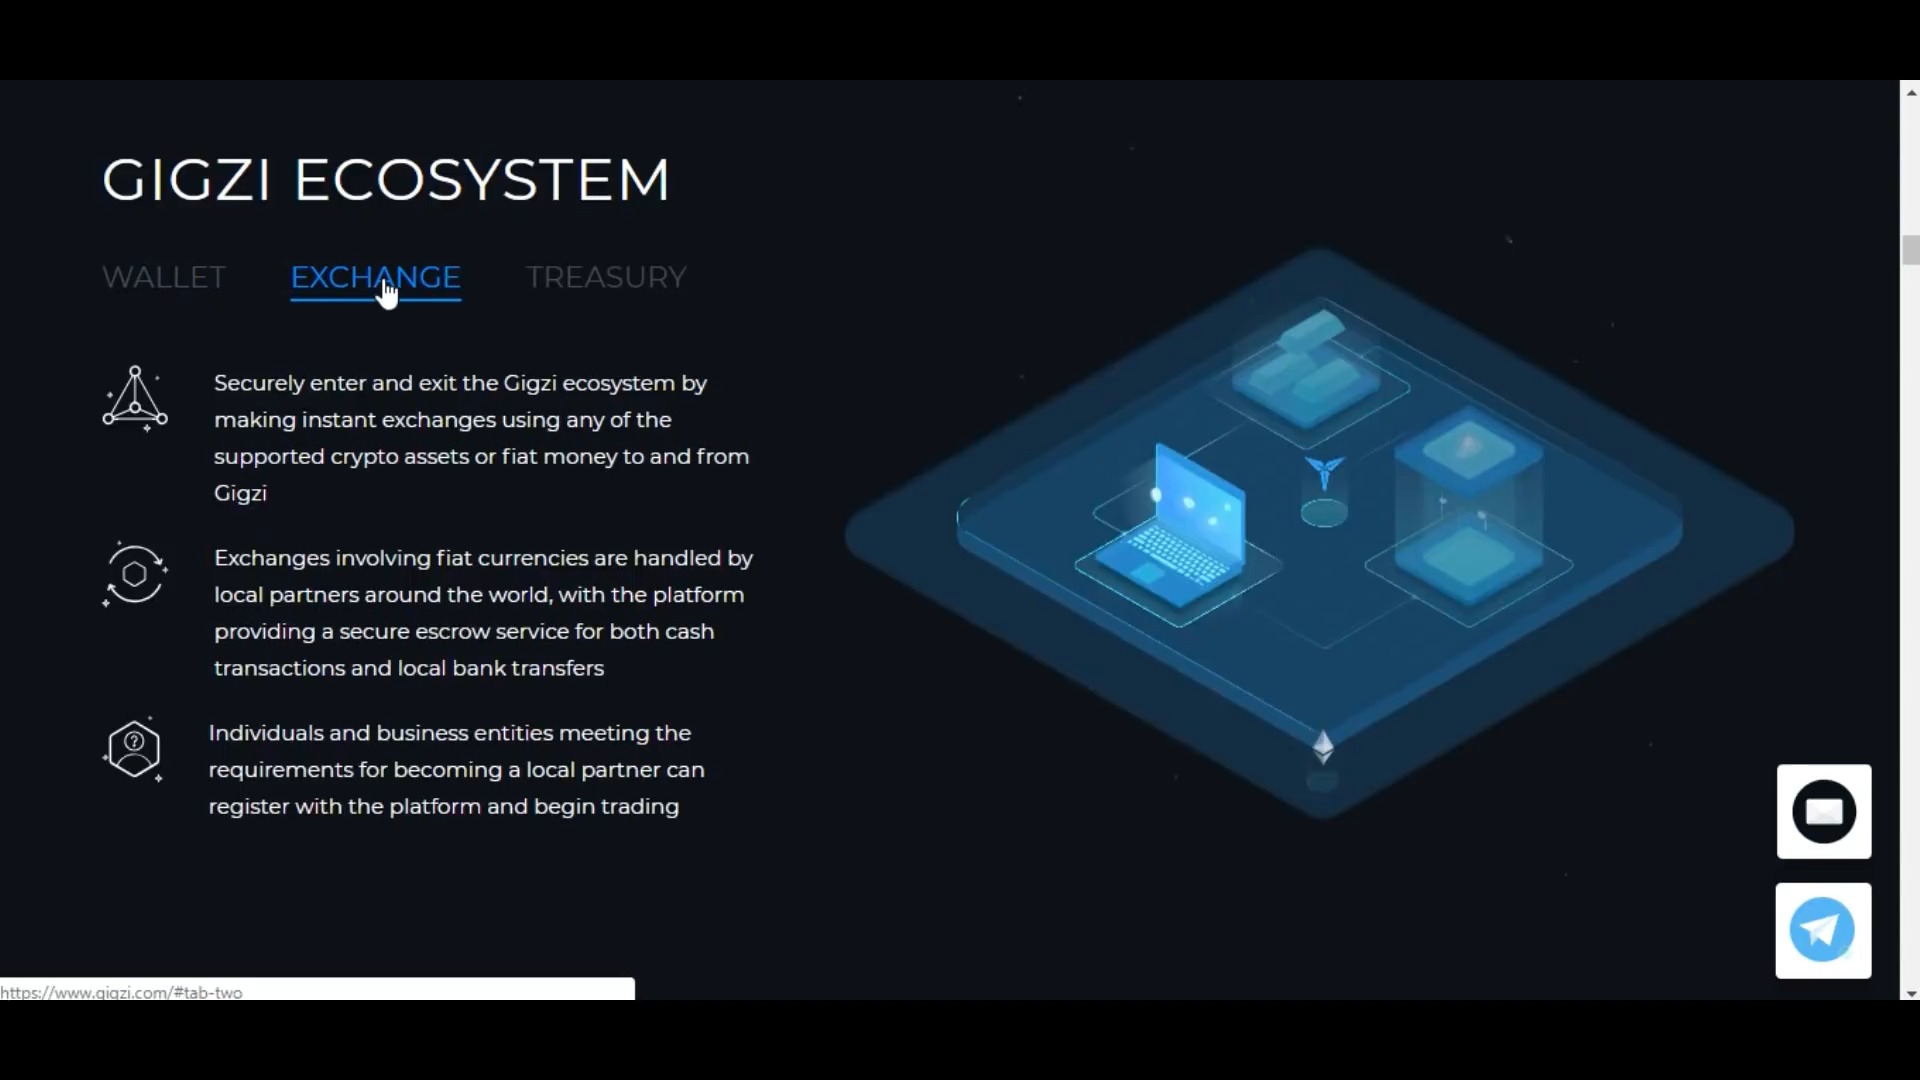 GIGZI ECOSYSTEM
WALLET EXCHANGE TREASURY
Securely enter and exit the Gigzi ecosystem by
making instant exchanges using any of the
supported crypto assets or fiat money to and from
Gigzi
Exchanges involving fiat currencies are handled by
local partners around the world, with the platform
providing a secure escrow service for both cash
transactions and local bank transfers
?
Individuals and business entities meeting the
requirements for becoming a local partner can
register with the platform and begin trading
https://www.gigzi.com/#tab-two